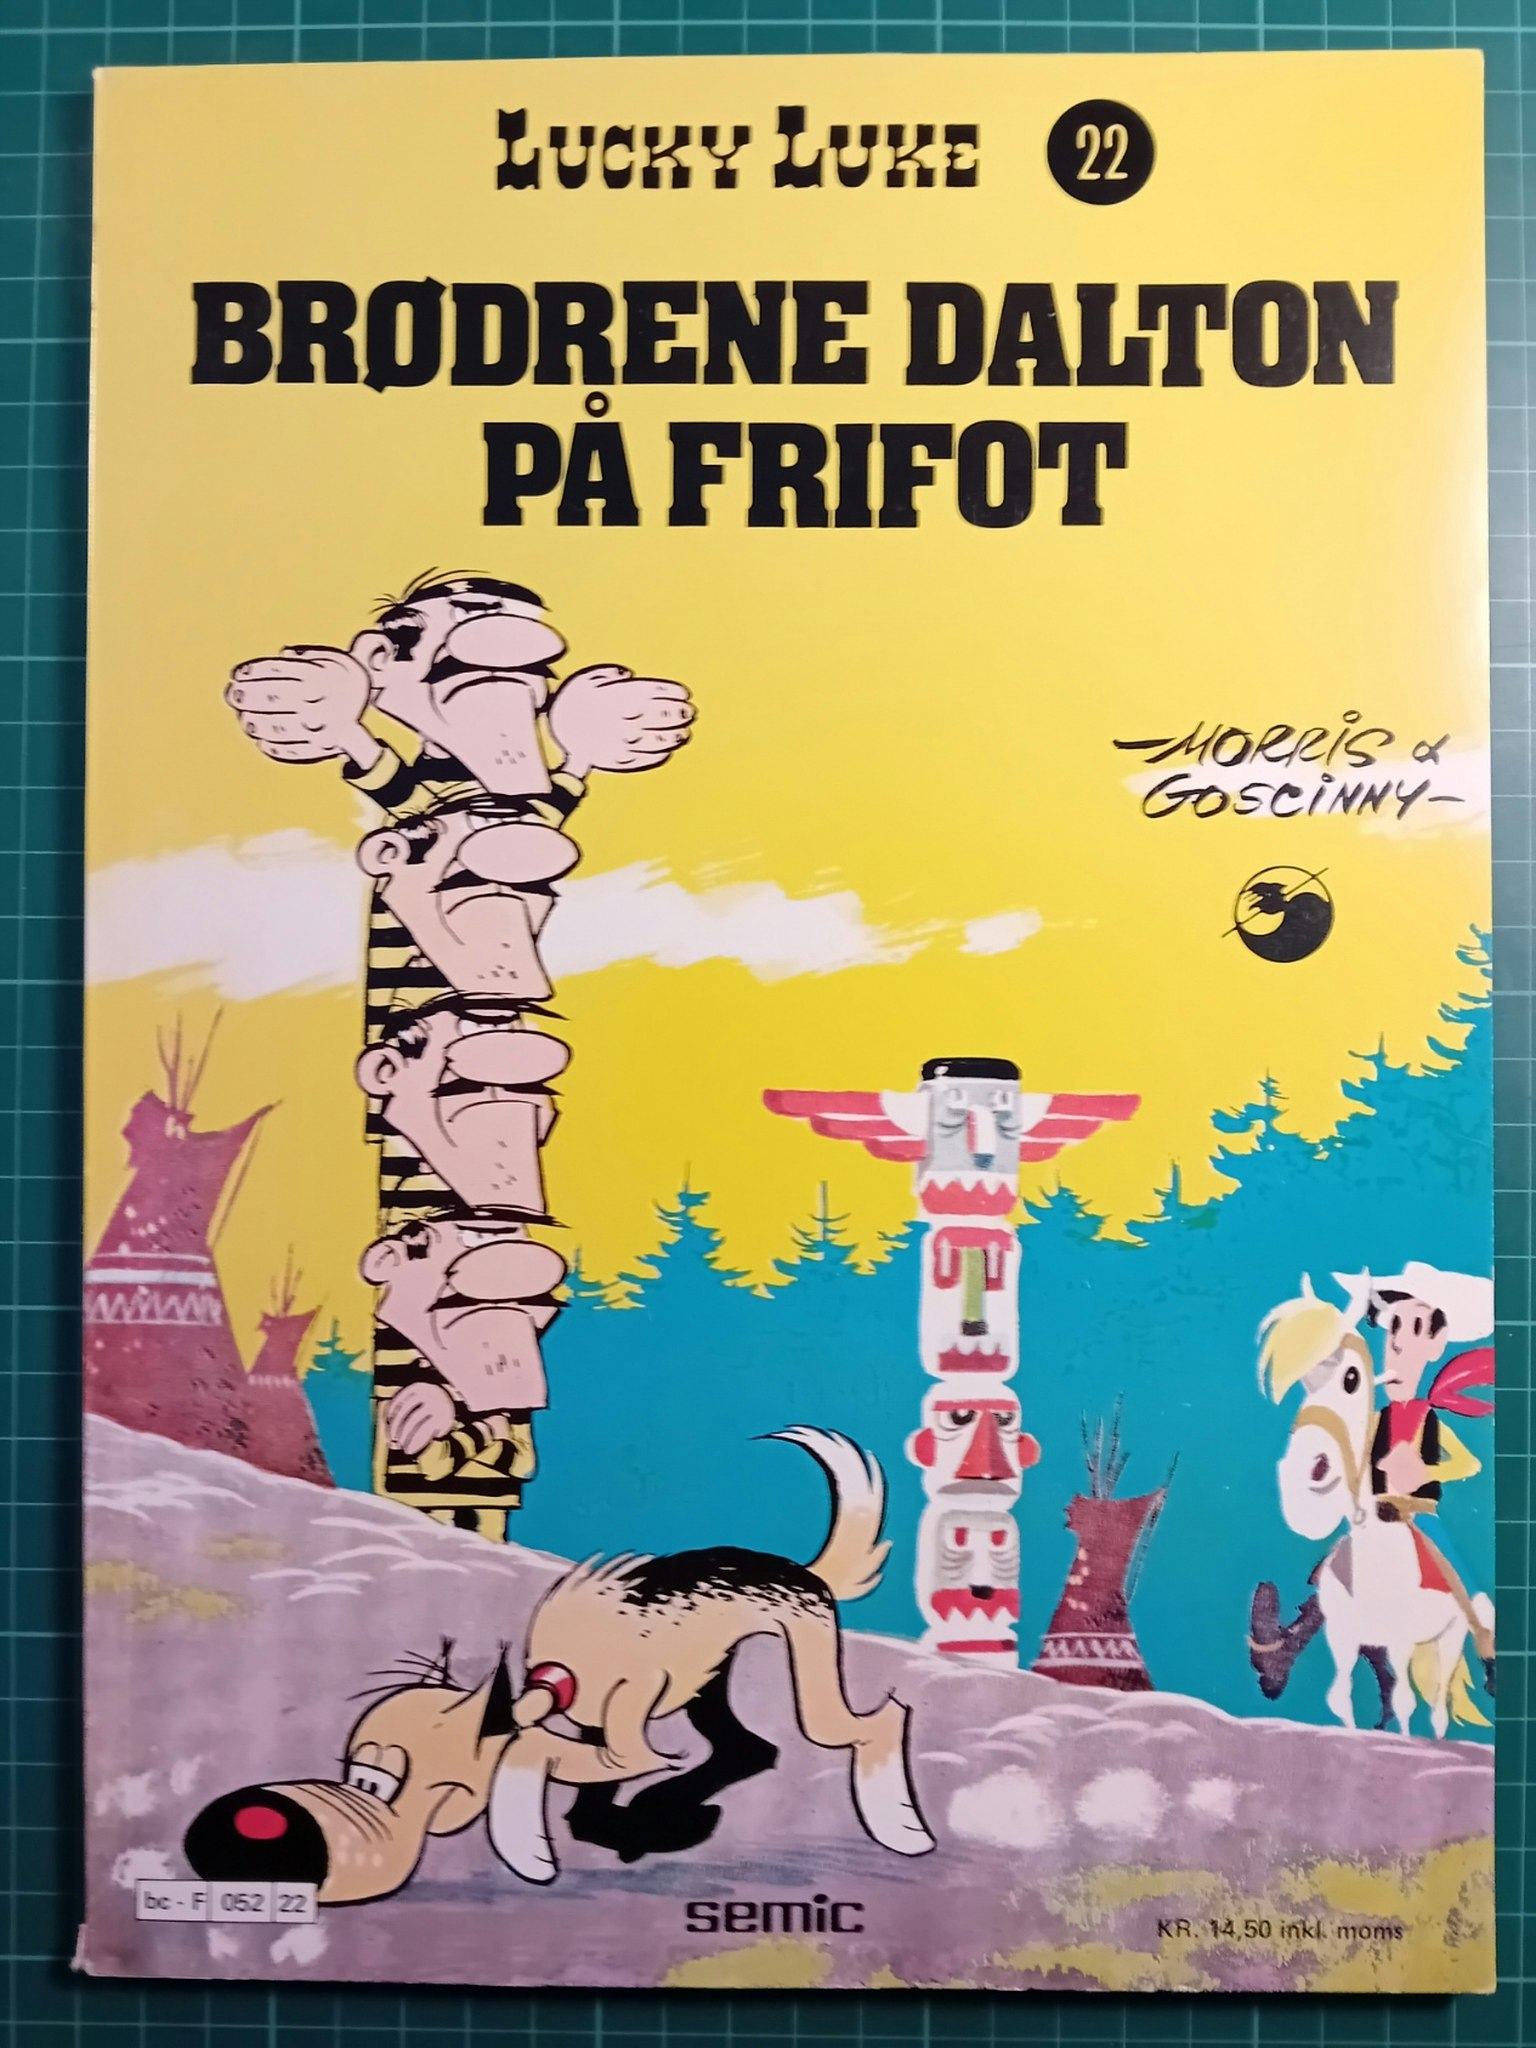 LUCKY LUKE 22
BRØDRENE DALTON
PÅ FRIFOT
—MORRIS &
GOSCINNY—
bc - F 052 22
semic
KR. 14,50 inkl. moms